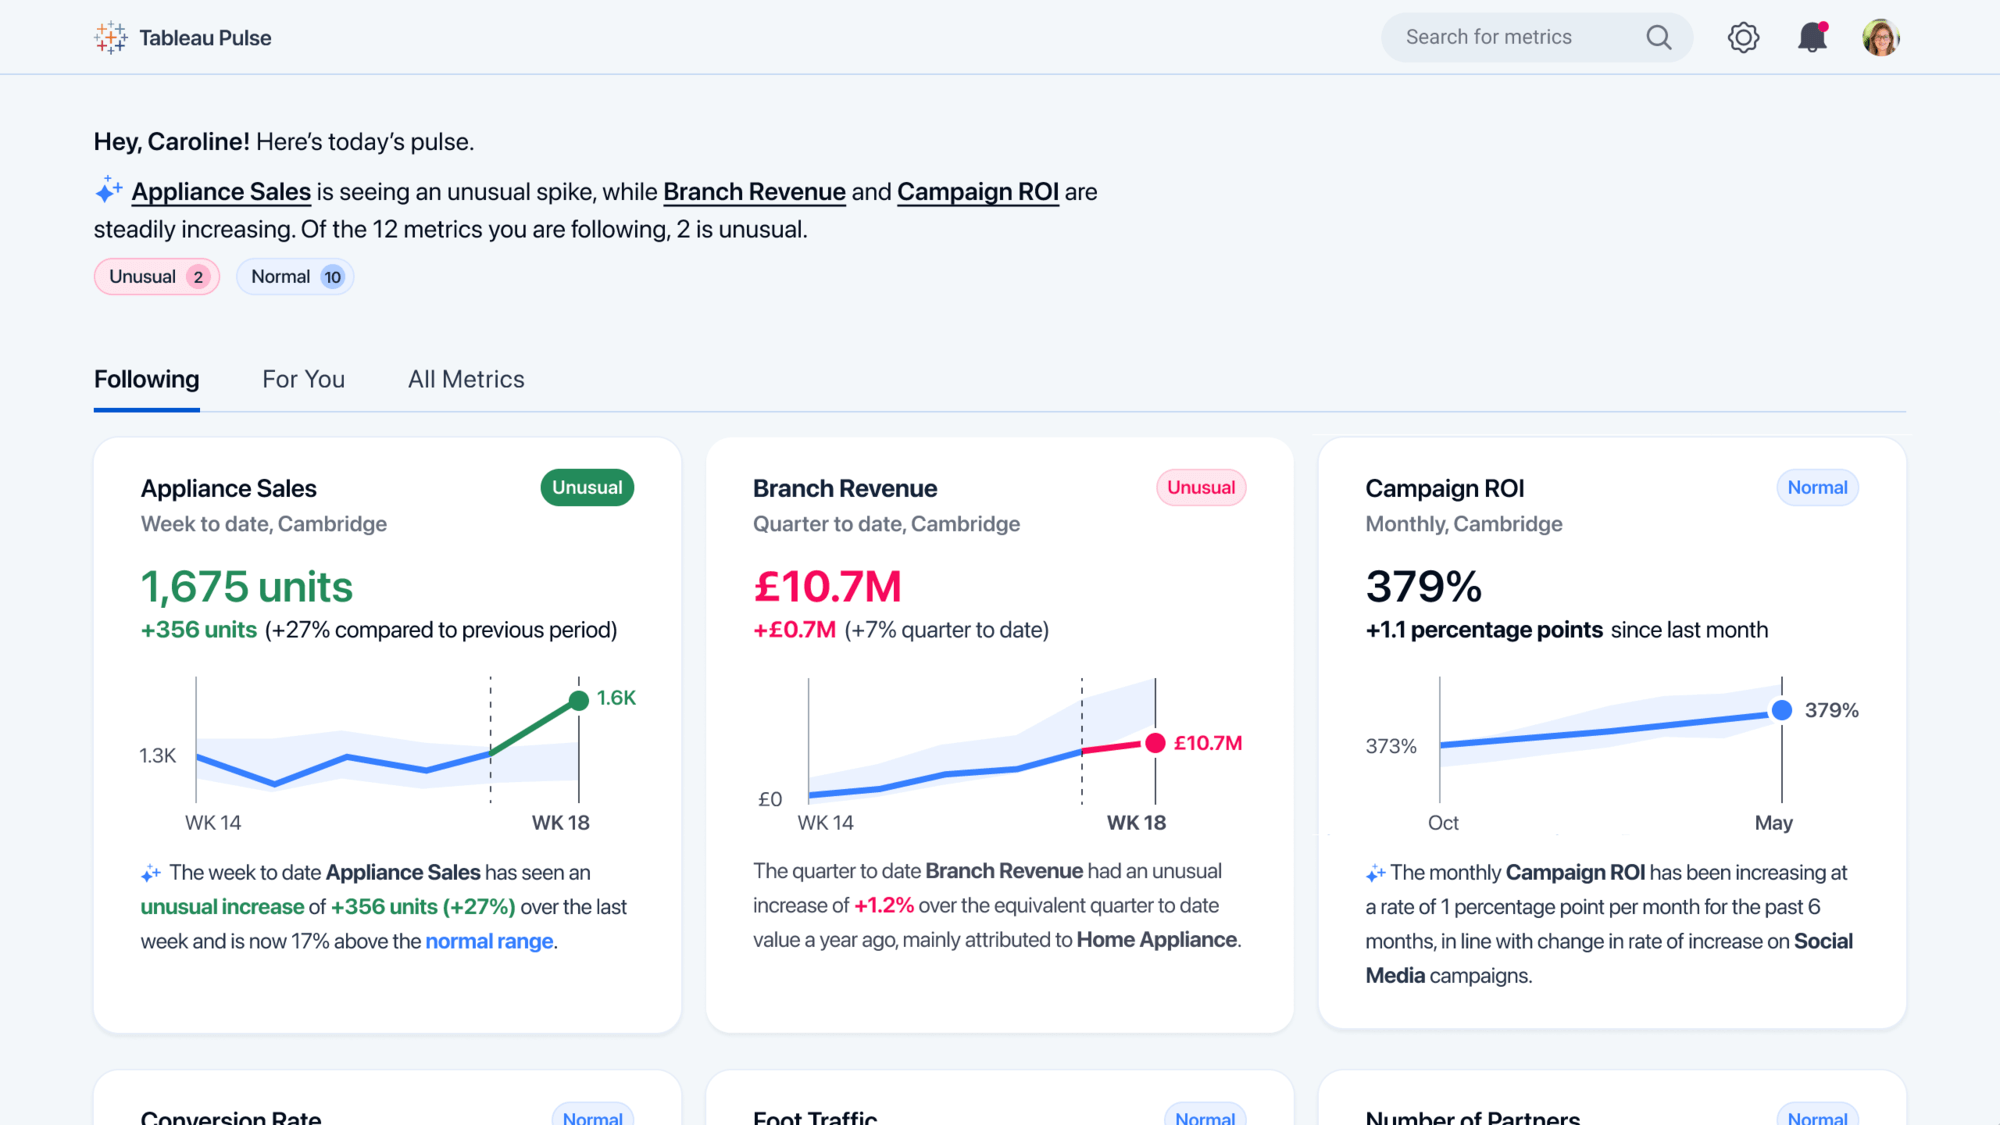 Tableau Pulse
Search for metrics
Hey, Caroline! Here's today's pulse.
Appliance Sales is seeing an unusual spike, while Branch Revenue and Campaign ROI are
steadily increasing. Of the 12 metrics you are following, 2 is unusual.
Unusual 2
Normal 10
Following
For You
All Metrics
Appliance Sales
Unusual
Week to date, Cambridge
1,675 units
+356 units (+27% compared to previous period)
1.6K
1.3K
WK 14
WK 18
The week to date Appliance Sales has seen an
unusual increase of +356 units (+27%) over the last
week and is now 17% above the normal range.
Branch Revenue
Unusual
Quarter to date, Cambridge
£10.7M
+£0.7M (+7% quarter to date)
£10.7M
£0
WK 14
WK 18
The quarter to date Branch Revenue had an unusual
increase of +1.2% over the equivalent quarter to date
value a year ago, mainly attributed to Home Appliance.
Campaign ROI
Normal
Monthly, Cambridge
379%
+1.1 percentage points since last month
379%
373%
Oct
May
The monthly Campaign ROI has been increasing at
a rate of 1 percentage point per month for the past 6
months, in line with change in rate of increase on Social
Media campaigns.
Conversion Rate
Normal
Foot Traffic
Normal
Number of Partners
Normal